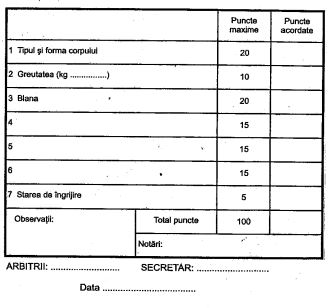 Puncte maxime Puncte acordate
1 Tipul şi forma corpului 20
2 Greutatea (kg ...............) 10
3 Blana 20
4 15
5 15
6 15
7 Starea de îngrijire 5
Observaţii: Total puncte 100
Notări:
ARBITRII: ............................ SECRETAR: ............................
Data ....................................